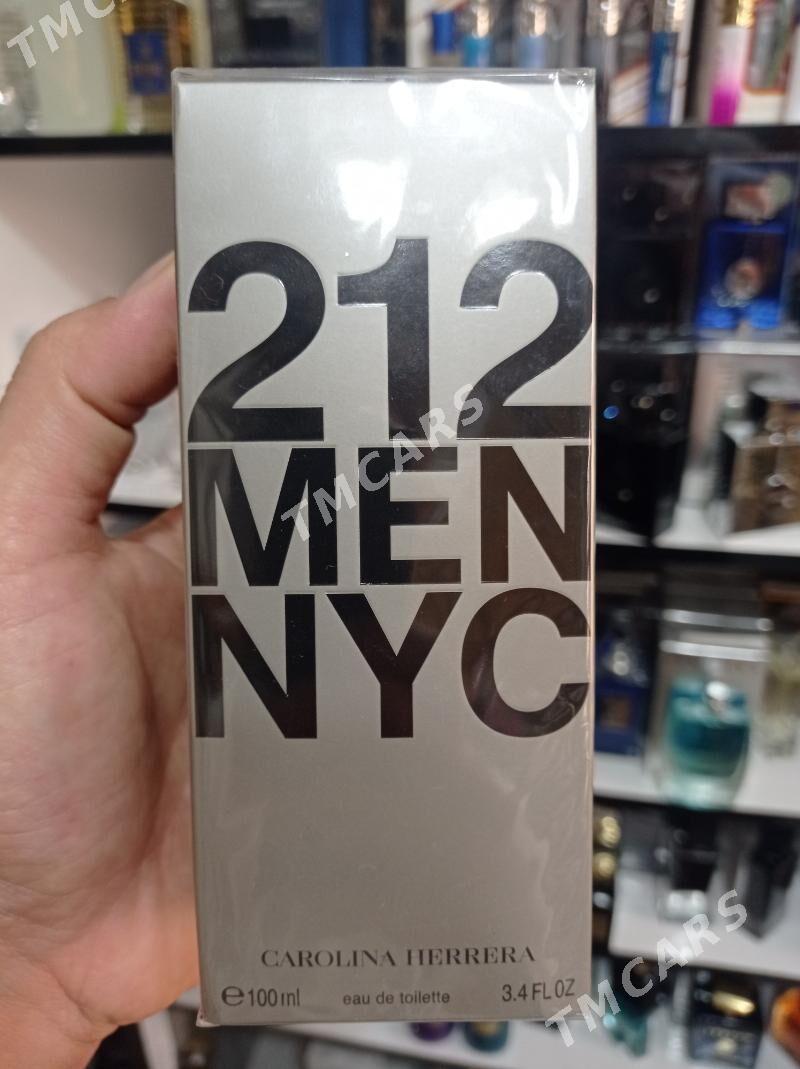 TMCARS
212
MEN
TMCARS
NYC
CAROLINA HERRERA
℮100ml eau de toilette 3.4 FL OZ
TMCARS